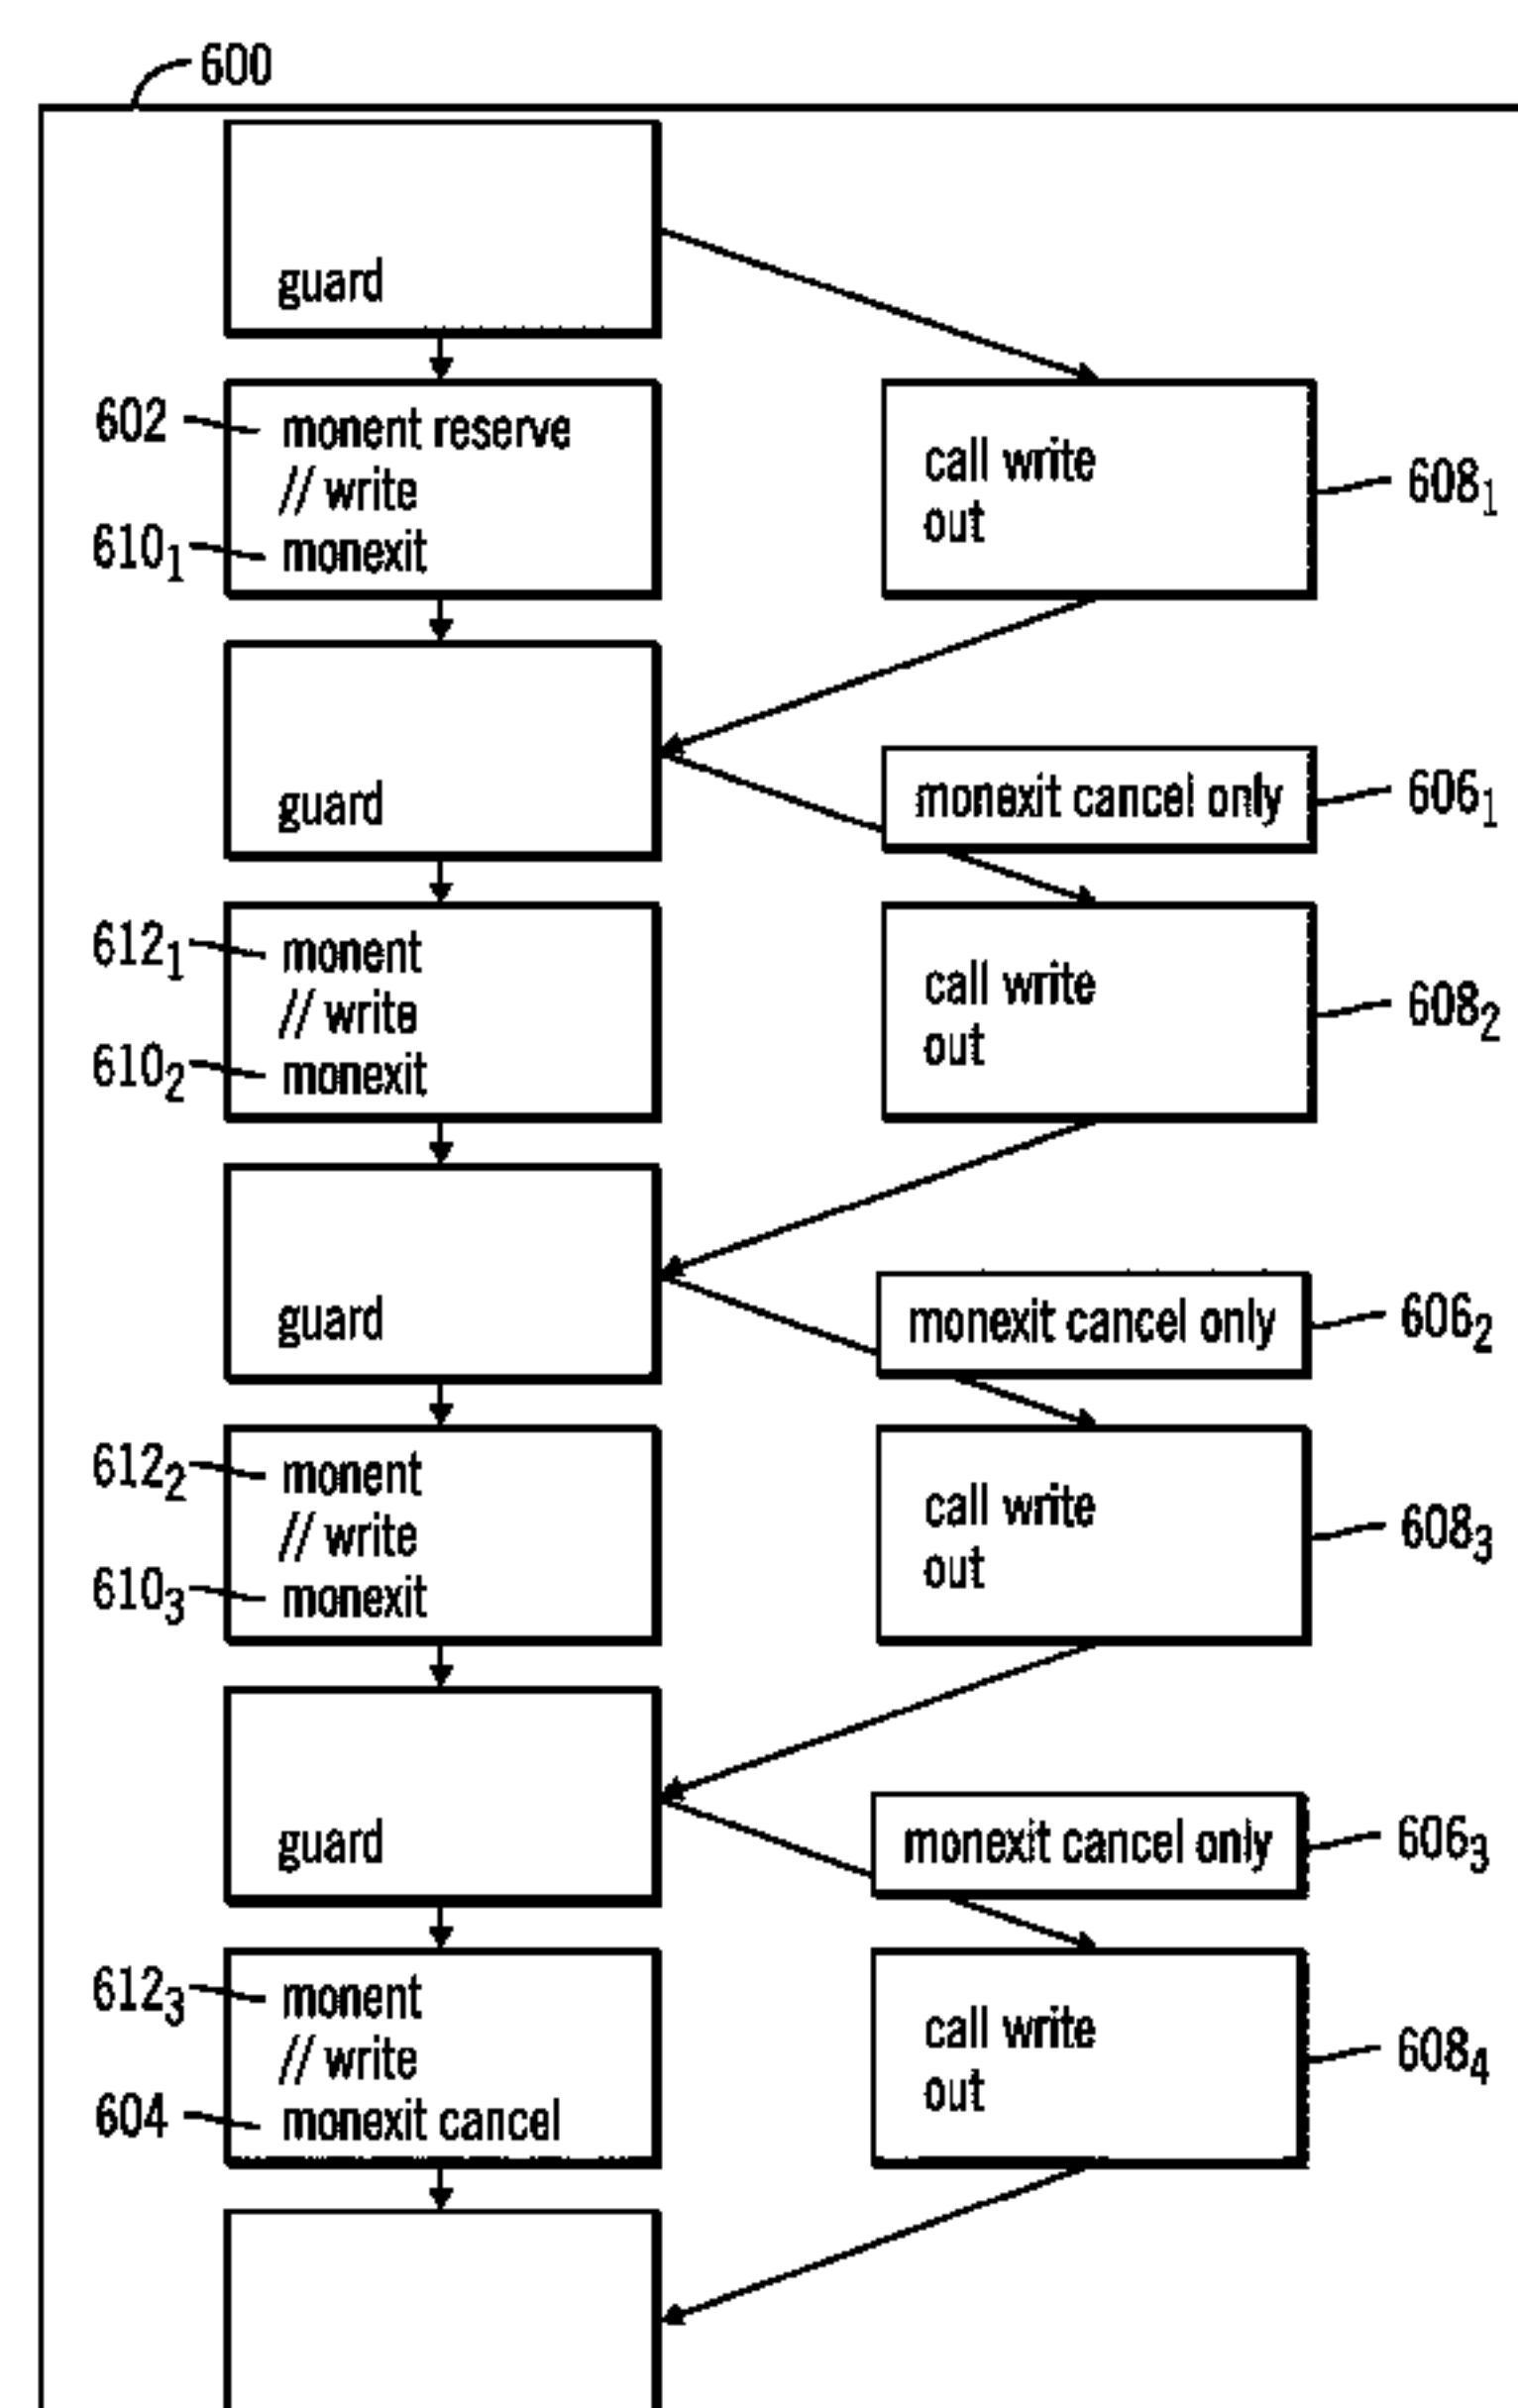 600
guard
602
monent reserve
// write
610₁
monexit
call write
out
608₁
guard
monexit cancel only
606₁
612₁
monent
// write
610₂
monexit
call write
out
608₂
guard
monexit cancel only
606₂
612₂
monent
// write
610₃
monexit
call write
out
608₃
guard
monexit cancel only
606₃
612₃
monent
// write
604
monexit cancel
call write
out
608₄